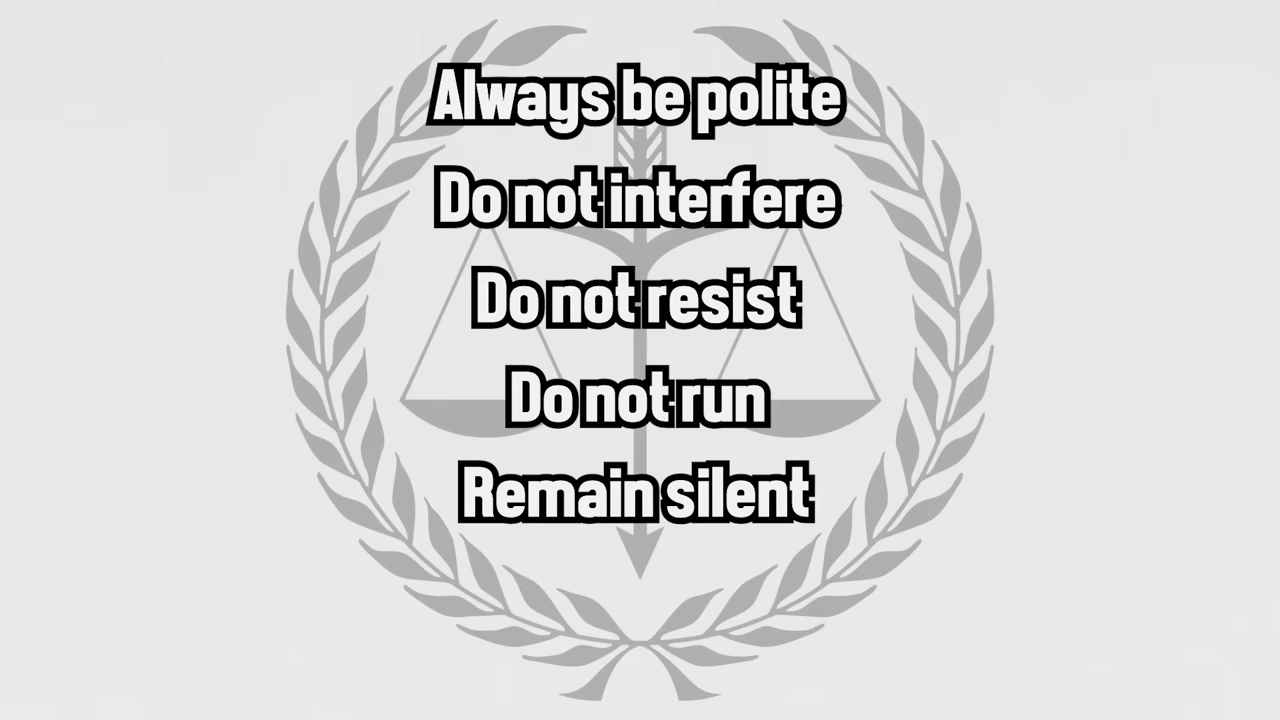 Always be polite
Do not interfere
Do not resist
Do not run
Remain silent